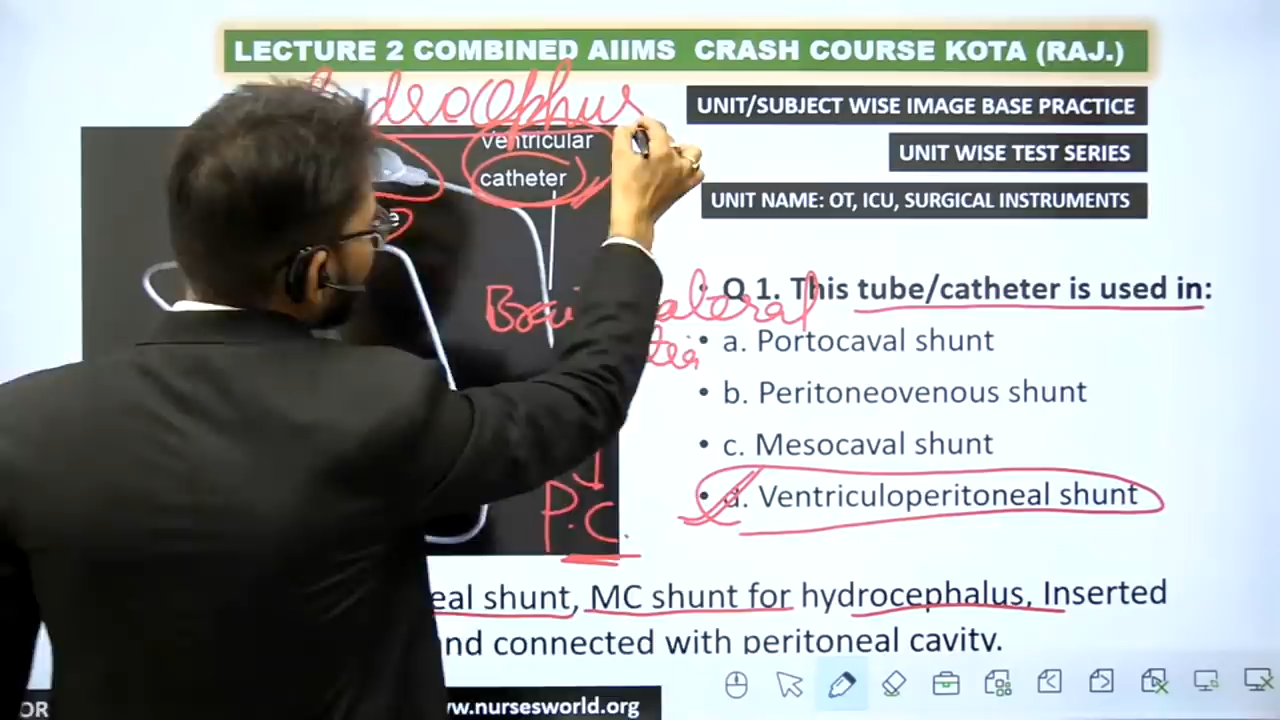 LECTURE 2 COMBINED AIIMS CRASH COURSE KOTA (RAJ.)
UNIT/SUBJECT WISE IMAGE BASE PRACTICE
UNIT WISE TEST SERIES
UNIT NAME: OT, ICU, SURGICAL INSTRUMENTS
ventricular
catheter
• Q 1. This tube/catheter is used in:
• a. Portocaval shunt
• b. Peritoneovenous shunt
• c. Mesocaval shunt
• d. Ventriculoperitoneal shunt
P.C.
eal shunt, MC shunt for hydrocephalus, Inserted
nd connected with peritoneal cavity.
OR
w.nursesworld.org